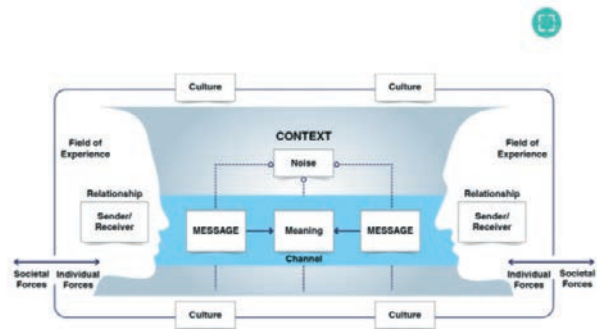 Culture
Culture
CONTEXT
Field of
Experience
Field of
Experience
Noise
Relationship
Relationship
Sender/
Receiver
MESSAGE
Meaning
MESSAGE
Sender/
Receiver
Channel
Societal
Forces
Individual
Forces
Individual
Forces
Societal
Forces
Culture
Culture